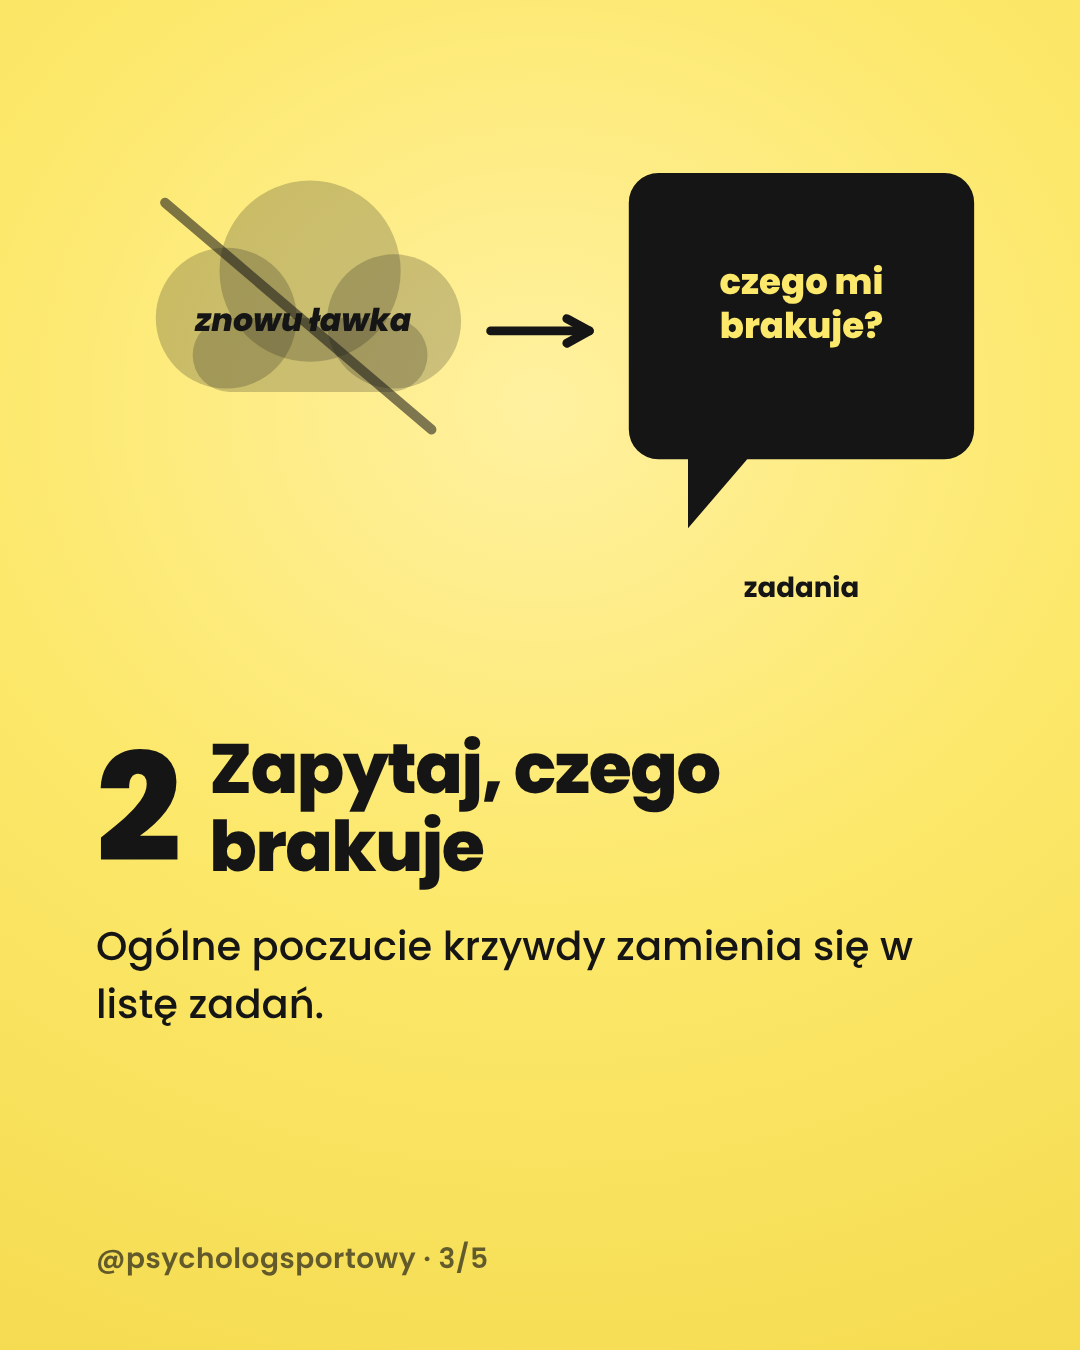 znowu ławka
czego mi
brakuje?
zadania
2
Zapytaj, czego
brakuje
Ogólne poczucie krzywdy zamienia się w
listę zadań.
@psychologsportowy · 3/5